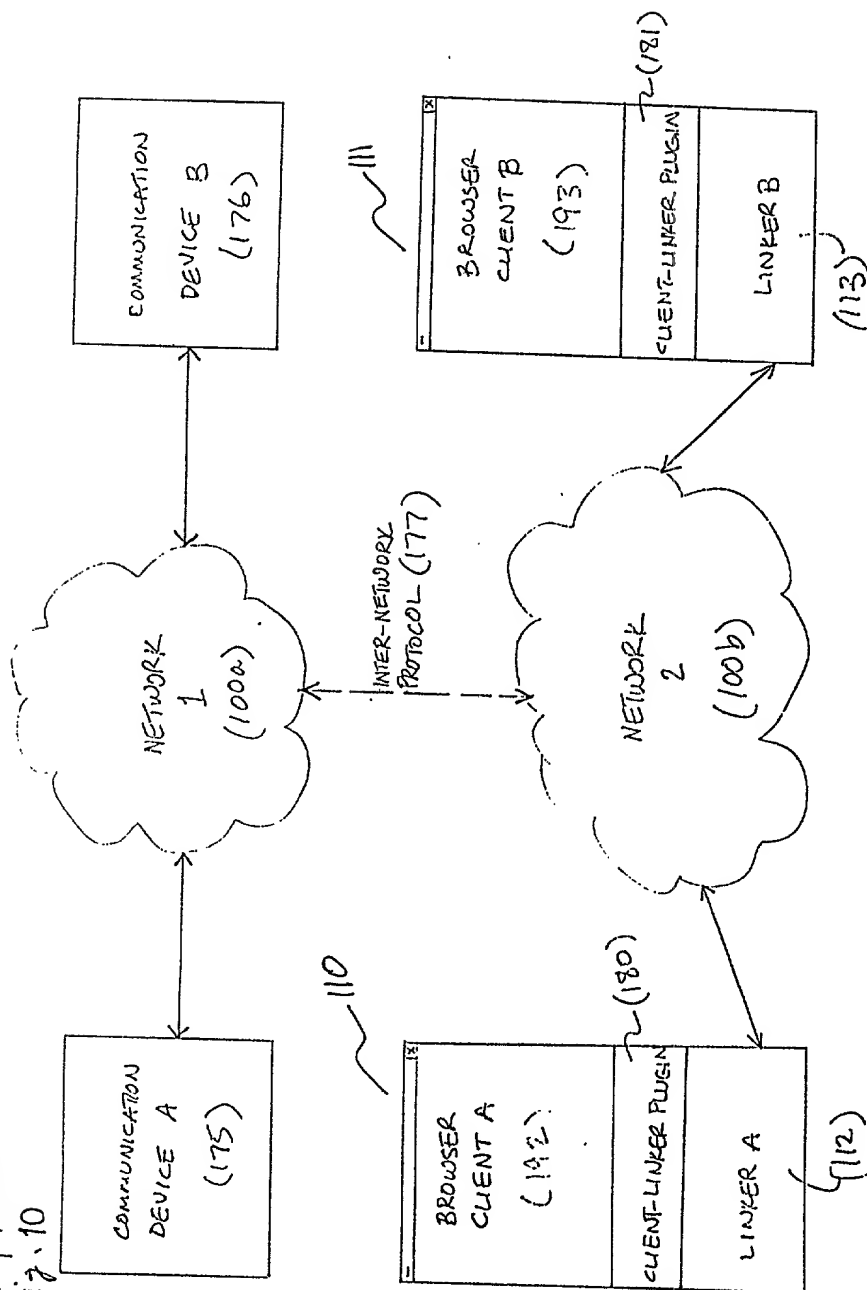 Fig. 10
COMMUNICATION
DEVICE A
(175)
NETWORK
1
(100a)
COMMUNICATION
DEVICE B
(176)
INTER-NETWORK
PROTOCOL (177)
110
BROWSER
CLIENT A
(192)
CLIENT-LINKER PLUGIN
(180)
LINKER A
(112)
NETWORK
2
(100b)
111
BROWSER
CLIENT B
(193)
CLIENT-LINKER PLUGIN
(181)
LINKER B
(113)